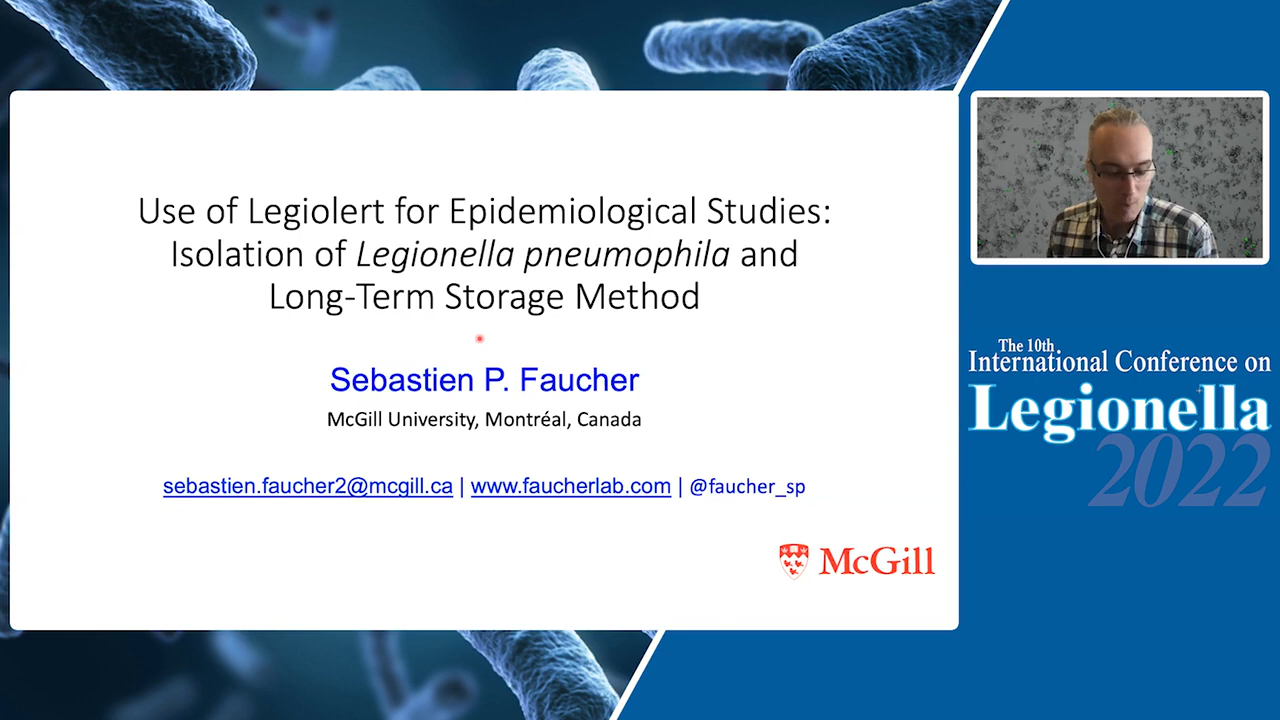 Use of Legiolert for Epidemiological Studies:
Isolation of Legionella pneumophila and
Long-Term Storage Method
Sebastien P. Faucher
McGill University, Montréal, Canada
sebastien.faucher2@mcgill.ca | www.faucherlab.com | @faucher_sp
McGill
The 10th
International Conference on
Legionella
2022